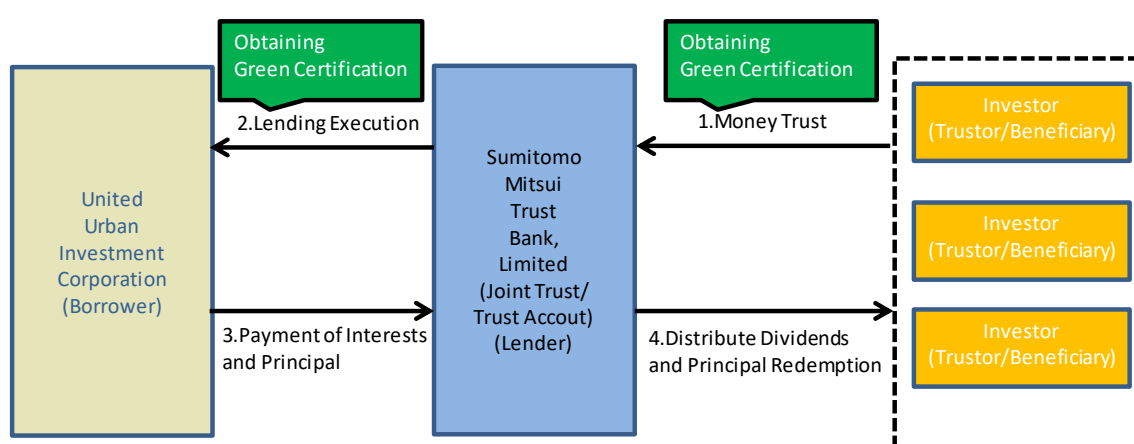 Obtaining
Green Certification
Obtaining
Green Certification
2.Lending Execution
1.Money Trust
United
Urban
Investment
Corporation
(Borrower)
Sumitomo
Mitsui
Trust
Bank,
Limited
(Joint Trust/
Trust Accout)
(Lender)
Investor
(Trustor/Beneficiary)
Investor
(Trustor/Beneficiary)
Investor
(Trustor/Beneficiary)
3.Payment of Interests
and Principal
4.Distribute Dividends
and Principal Redemption